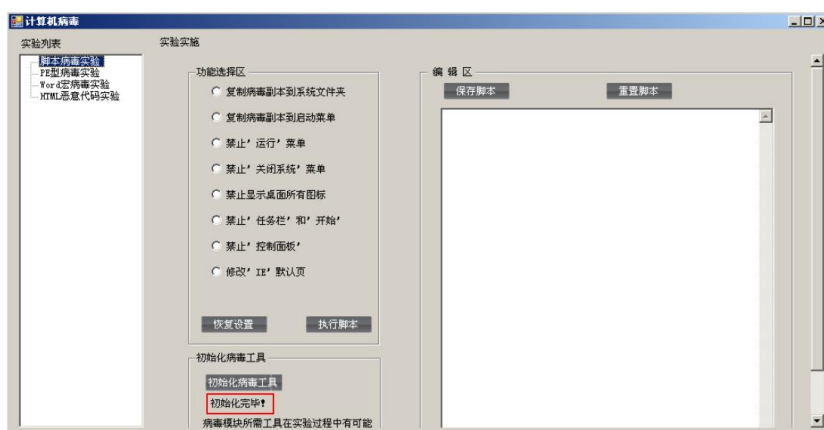 计算机病毒
实验列表
实验实施
脚本病毒实验
PE型病毒实验
Word宏病毒实验
HTML恶意代码实验
功能选择区
复制病毒副本到系统文件夹
复制病毒副本到启动菜单
禁止'运行'菜单
禁止'关闭系统'菜单
禁止显示桌面所有图标
禁止'任务栏'和'开始'
禁止'控制面板'
修改'IE'默认页
恢复设置
执行脚本
初始化病毒工具
初始化病毒工具
初始化完毕!
病毒模块所需工具在实验过程中有可能
编 辑 区
保存脚本
重置脚本